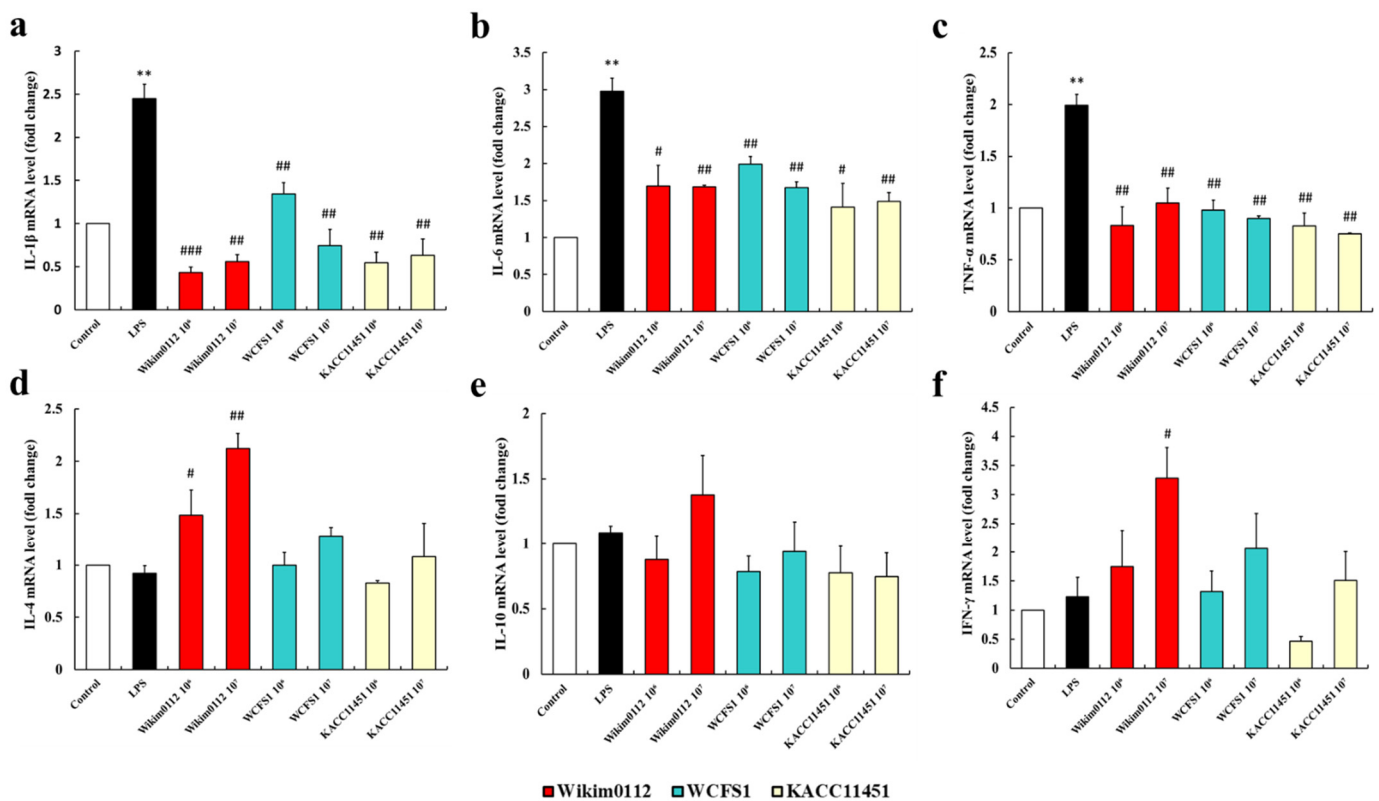 a
IL-1β mRNA level (fodl change)
3
2.5
2
1.5
1
0.5
0
**
###
##
##
##
##
##
Control
LPS
Wikim0112 10⁶
Wikim0112 10⁷
WCFS1 10⁶
WCFS1 10⁷
KACC11451 10⁶
KACC11451 10⁷
b
IL-6 mRNA level (fodl change)
3.5
3
2.5
2
1.5
1
0.5
0
**
#
##
##
##
#
##
Control
LPS
Wikim0112 10⁶
Wikim0112 10⁷
WCFS1 10⁶
WCFS1 10⁷
KACC11451 10⁶
KACC11451 10⁷
c
TNF-α mRNA level (fodl change)
2.5
2
1.5
1
0.5
0
**
##
##
##
##
##
##
Control
LPS
Wikim0112 10⁶
Wikim0112 10⁷
WCFS1 10⁶
WCFS1 10⁷
KACC11451 10⁶
KACC11451 10⁷
d
IL-4 mRNA level (fodl change)
2.5
2
1.5
1
0.5
0
#
##
Control
LPS
Wikim0112 10⁶
Wikim0112 10⁷
WCFS1 10⁶
WCFS1 10⁷
KACC11451 10⁶
KACC11451 10⁷
e
IL-10 mRNA level (fodl change)
2
1.5
1
0.5
0
Control
LPS
Wikim0112 10⁶
Wikim0112 10⁷
WCFS1 10⁶
WCFS1 10⁷
KACC11451 10⁶
KACC11451 10⁷
f
IFN-γ mRNA level (fodl change)
4.5
4
3.5
3
2.5
2
1.5
1
0.5
0
#
Control
LPS
Wikim0112 10⁶
Wikim0112 10⁷
WCFS1 10⁶
WCFS1 10⁷
KACC11451 10⁶
KACC11451 10⁷
Wikim0112 WCFS1 KACC11451